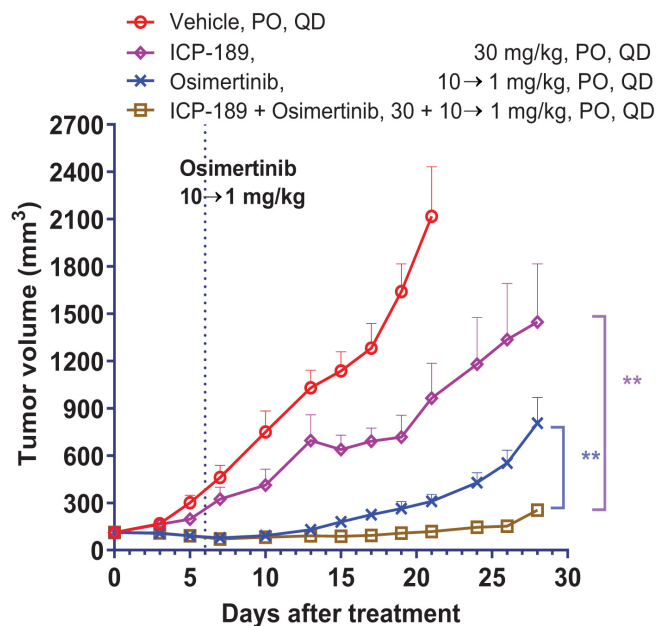 Vehicle, PO, QD
ICP-189, 30 mg/kg, PO, QD
Osimertinib, 10→1 mg/kg, PO, QD
ICP-189 + Osimertinib, 30 + 10→1 mg/kg, PO, QD
2700
2400
2100
1800
1500
1200
900
600
300
0
Tumor volume (mm³)
Osimertinib
10→1 mg/kg
**
**
0 5 10 15 20 25 30
Days after treatment